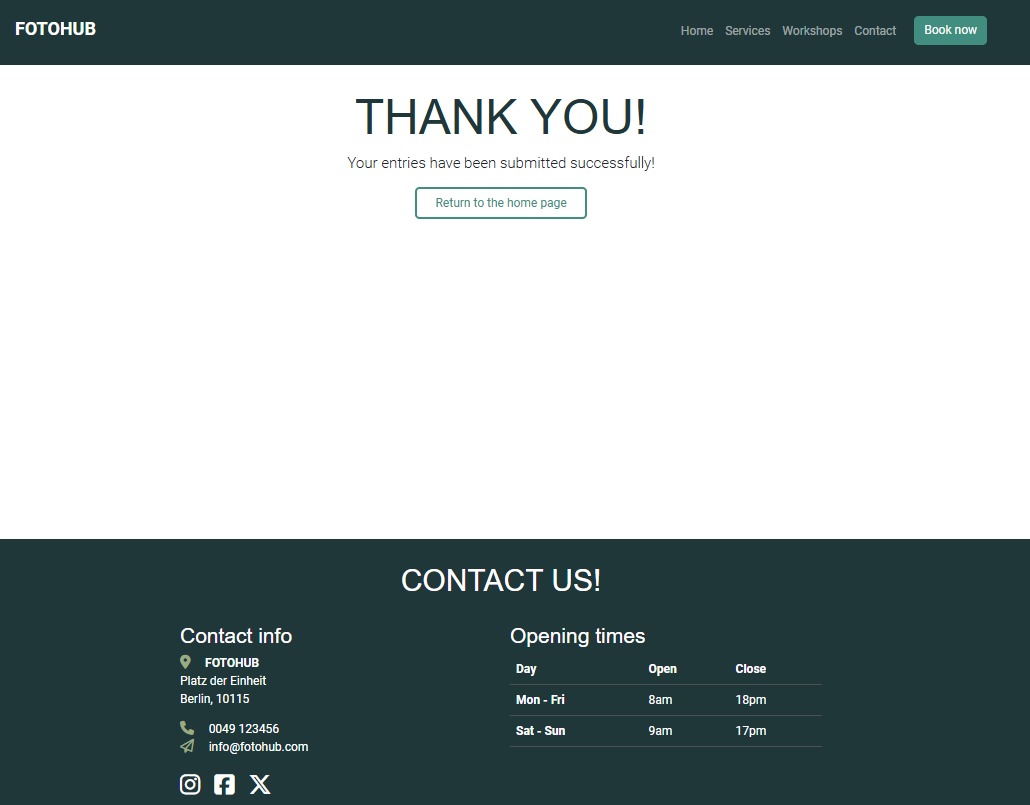 FOTOHUB
Home Services Workshops Contact Book now
THANK YOU!
Your entries have been submitted successfully!
Return to the home page
CONTACT US!
Contact info
FOTOHUB
Platz der Einheit
Berlin, 10115
0049 123456
info@fotohub.com
Opening times
Day Open Close
Mon - Fri 8am 18pm
Sat - Sun 9am 17pm